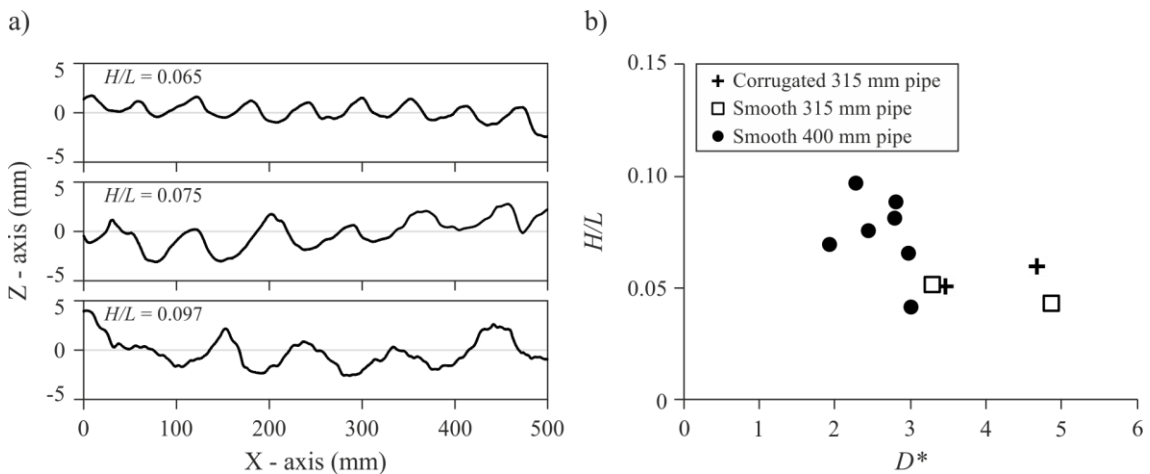 a)
H/L = 0.065
5
0
-5
H/L = 0.075
5
0
-5
H/L = 0.097
5
0
-5
0 100 200 300 400 500
X - axis (mm)
Z - axis (mm)
b)
0.15
0.10
0.05
0
H/L
Corrugated 315 mm pipe
Smooth 315 mm pipe
Smooth 400 mm pipe
0 1 2 3 4 5 6
D*